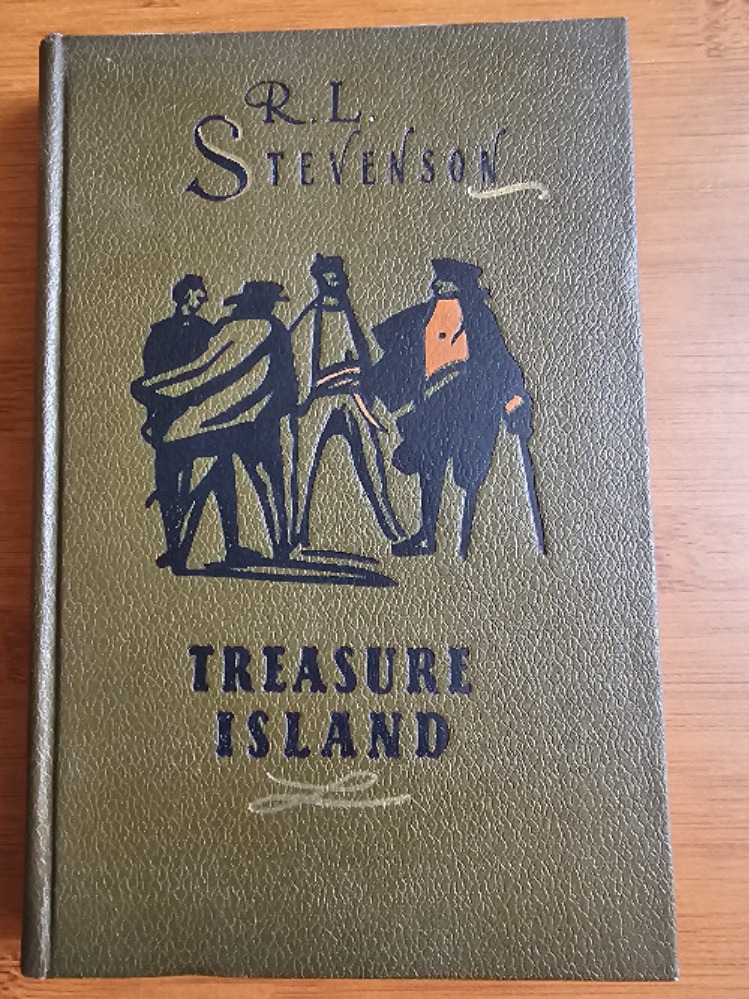 R. L.
STEVENSON
TREASURE
ISLAND